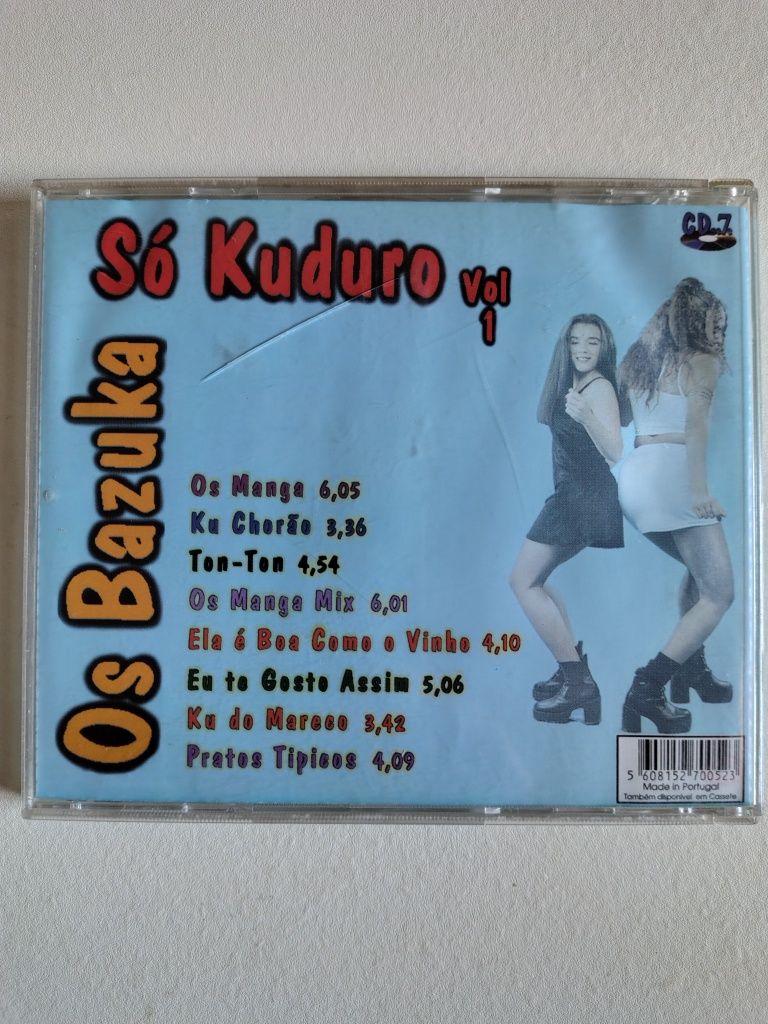 Só Kuduro Vol 1
CD..7.
Os Bazuka
Os Manga 6,05
Ku Chorão 3,36
Ton-Ton 4,54
Os Manga Mix 6,01
Ela é Boa Como o Vinho 4,10
Eu te Gosto Assim 5,06
Ku do Mareco 3,42
Pratos Tipicos 4,09
5 608152 700523
Made in Portugal
Também disponível em Cassete